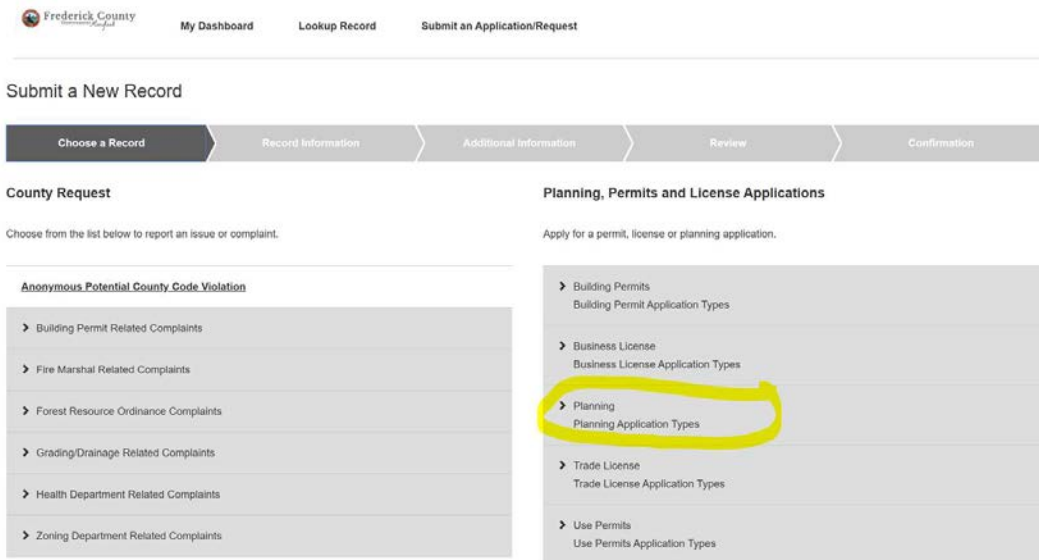 Frederick County
My Dashboard
Lookup Record
Submit an Application/Request
Submit a New Record
Choose a Record
Record Information
Additional Information
Review
Confirmation
County Request
Choose from the list below to report an issue or complaint.
Anonymous Potential County Code Violation
Building Permit Related Complaints
Fire Marshal Related Complaints
Forest Resource Ordinance Complaints
Grading/Drainage Related Complaints
Health Department Related Complaints
Zoning Department Related Complaints
Planning, Permits and License Applications
Apply for a permit, license or planning application.
Building Permits
Building Permit Application Types
Business License
Business License Application Types
Planning
Planning Application Types
Trade License
Trade License Application Types
Use Permits
Use Permits Application Types